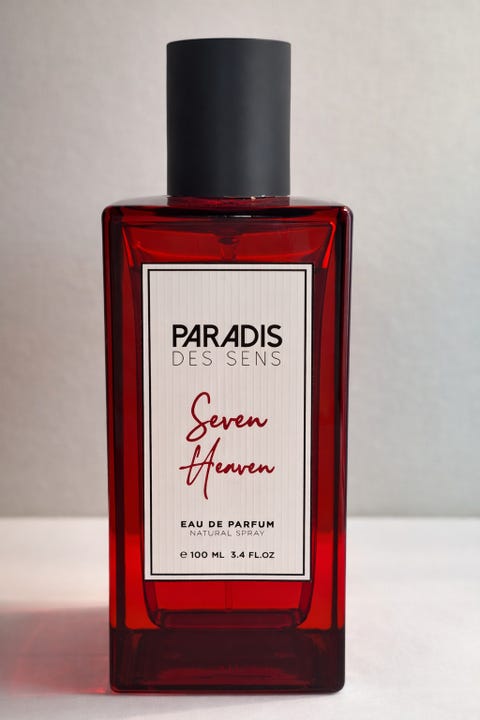 PARADIS
DES SENS
Seven
Heaven
EAU DE PARFUM
NATURAL SPRAY
℮ 100 ML 3.4 FL.OZ